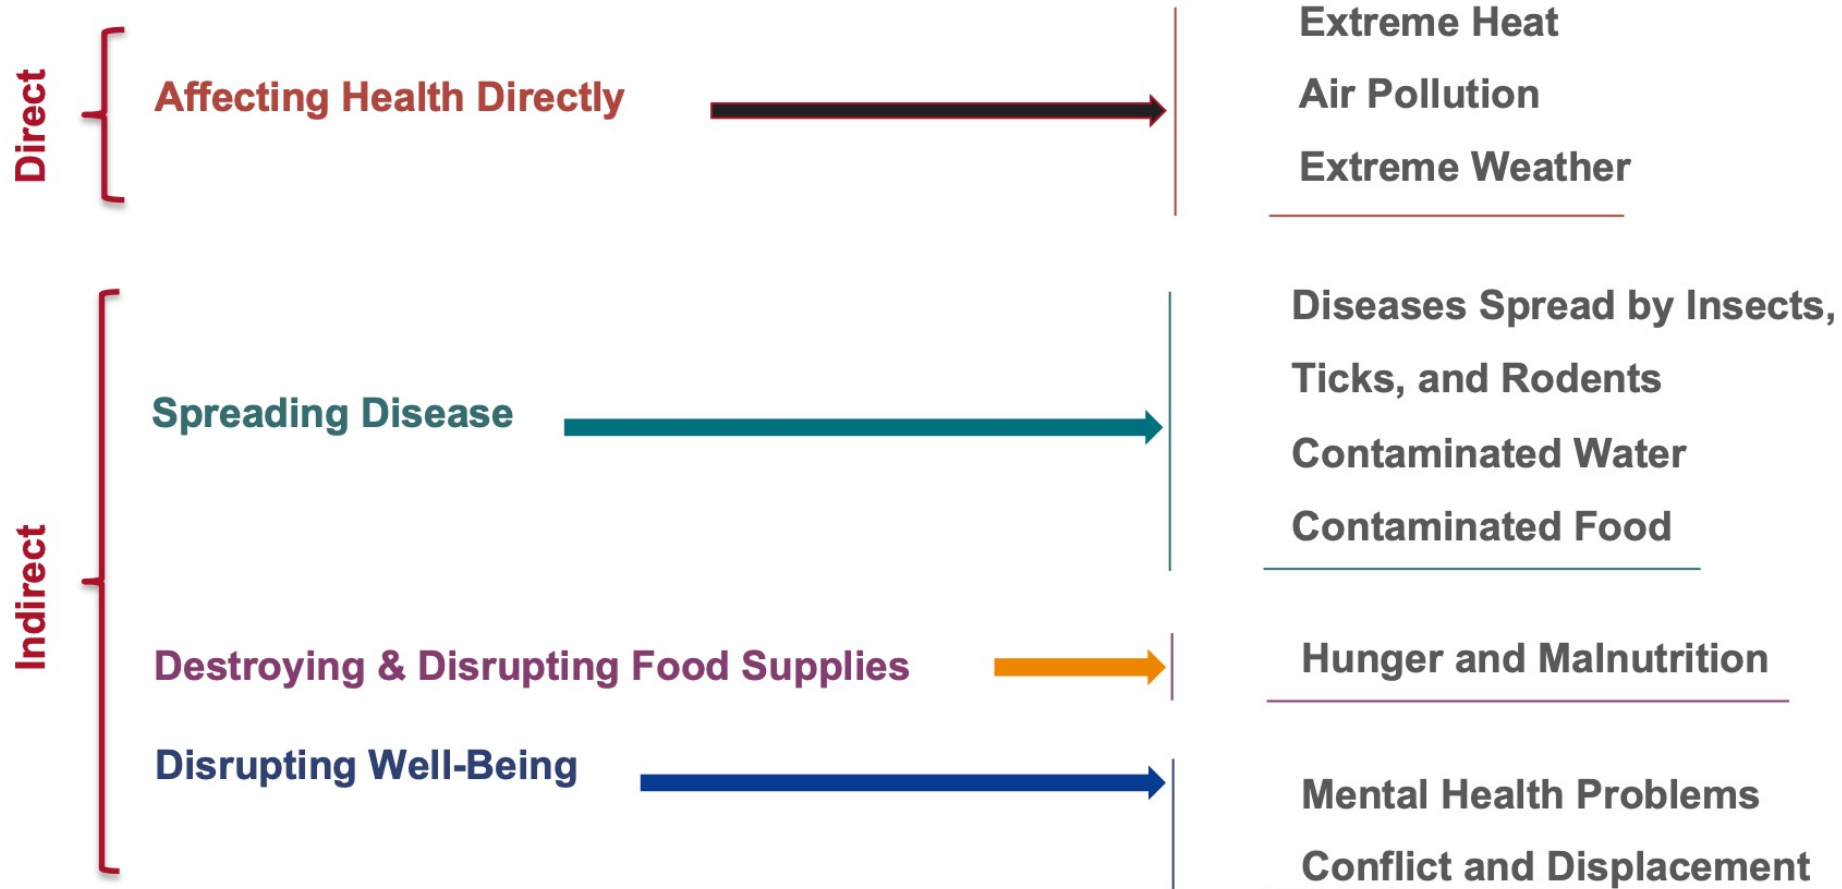 Direct
Affecting Health Directly
Extreme Heat
Air Pollution
Extreme Weather
Indirect
Spreading Disease
Diseases Spread by Insects,
Ticks, and Rodents
Contaminated Water
Contaminated Food
Destroying & Disrupting Food Supplies
Hunger and Malnutrition
Disrupting Well-Being
Mental Health Problems
Conflict and Displacement